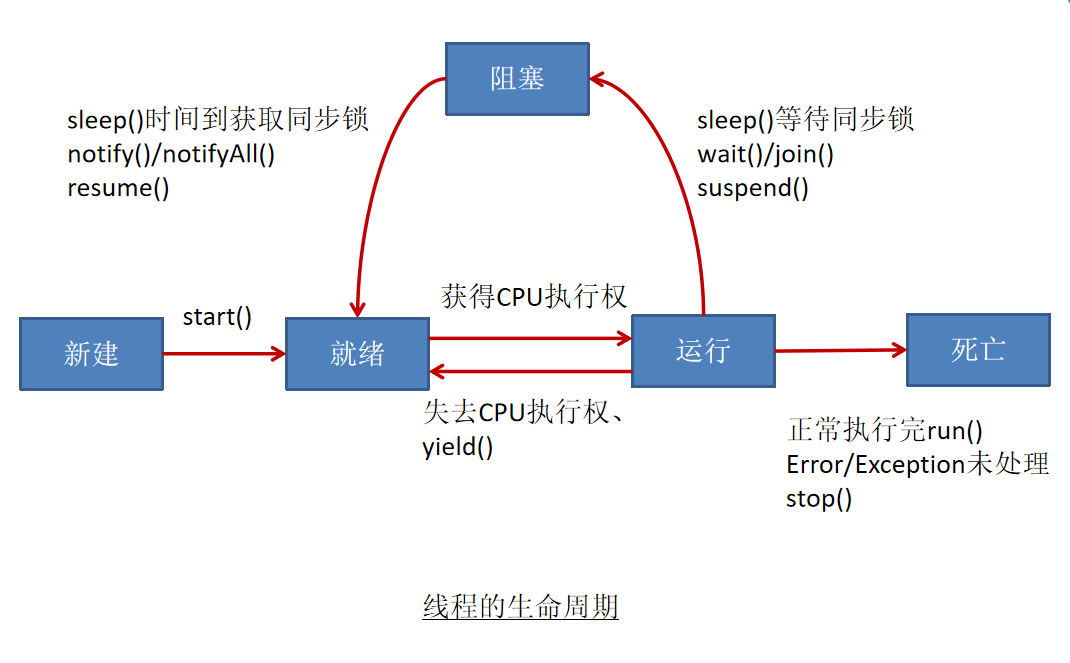 阻塞
sleep()时间到获取同步锁
notify()/notifyAll()
resume()
sleep()等待同步锁
wait()/join()
suspend()
start()
获得CPU执行权
新建
就绪
运行
死亡
失去CPU执行权、
yield()
正常执行完run()
Error/Exception未处理
stop()
线程的生命周期